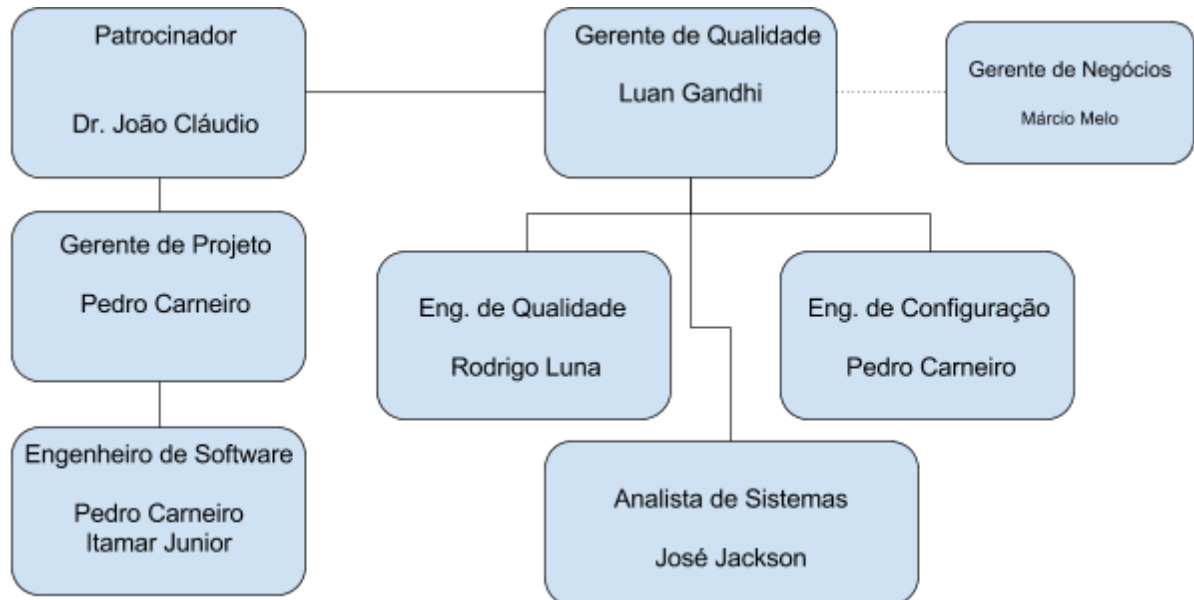 Patrocinador
Dr. João Cláudio
Gerente de Qualidade
Luan Gandhi
Gerente de Negócios
Márcio Melo
Gerente de Projeto
Pedro Carneiro
Eng. de Qualidade
Rodrigo Luna
Eng. de Configuração
Pedro Carneiro
Engenheiro de Software
Pedro Carneiro
Itamar Junior
Analista de Sistemas
José Jackson